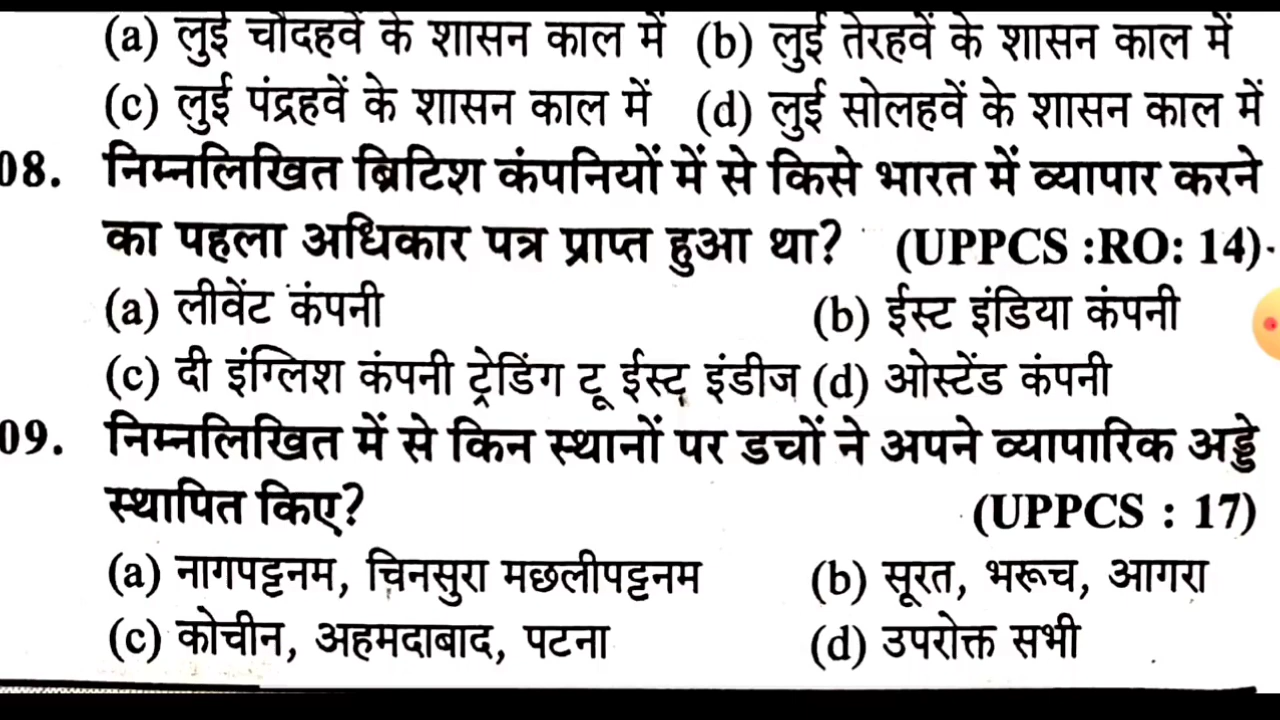 (a) लुई चौदहवें के शासन काल में (b) लुई तेरहवें के शासन काल में
(c) लुई पंद्रहवें के शासन काल में (d) लुई सोलहवें के शासन काल में
08. निम्नलिखित ब्रिटिश कंपनियों में से किसे भारत में व्यापार करने
का पहला अधिकार पत्र प्राप्त हुआ था? (UPPCS :RO: 14)
(a) लीवेंट कंपनी (b) ईस्ट इंडिया कंपनी
(c) दी इंग्लिश कंपनी ट्रेडिंग टू ईस्ट इंडीज (d) ओस्टेंड कंपनी
09. निम्नलिखित में से किन स्थानों पर डचों ने अपने व्यापारिक अड्डे
स्थापित किए? (UPPCS : 17)
(a) नागपट्टनम, चिनसुरा मछलीपट्टनम (b) सूरत, भरूच, आगरा
(c) कोचीन, अहमदाबाद, पटना (d) उपरोक्त सभी